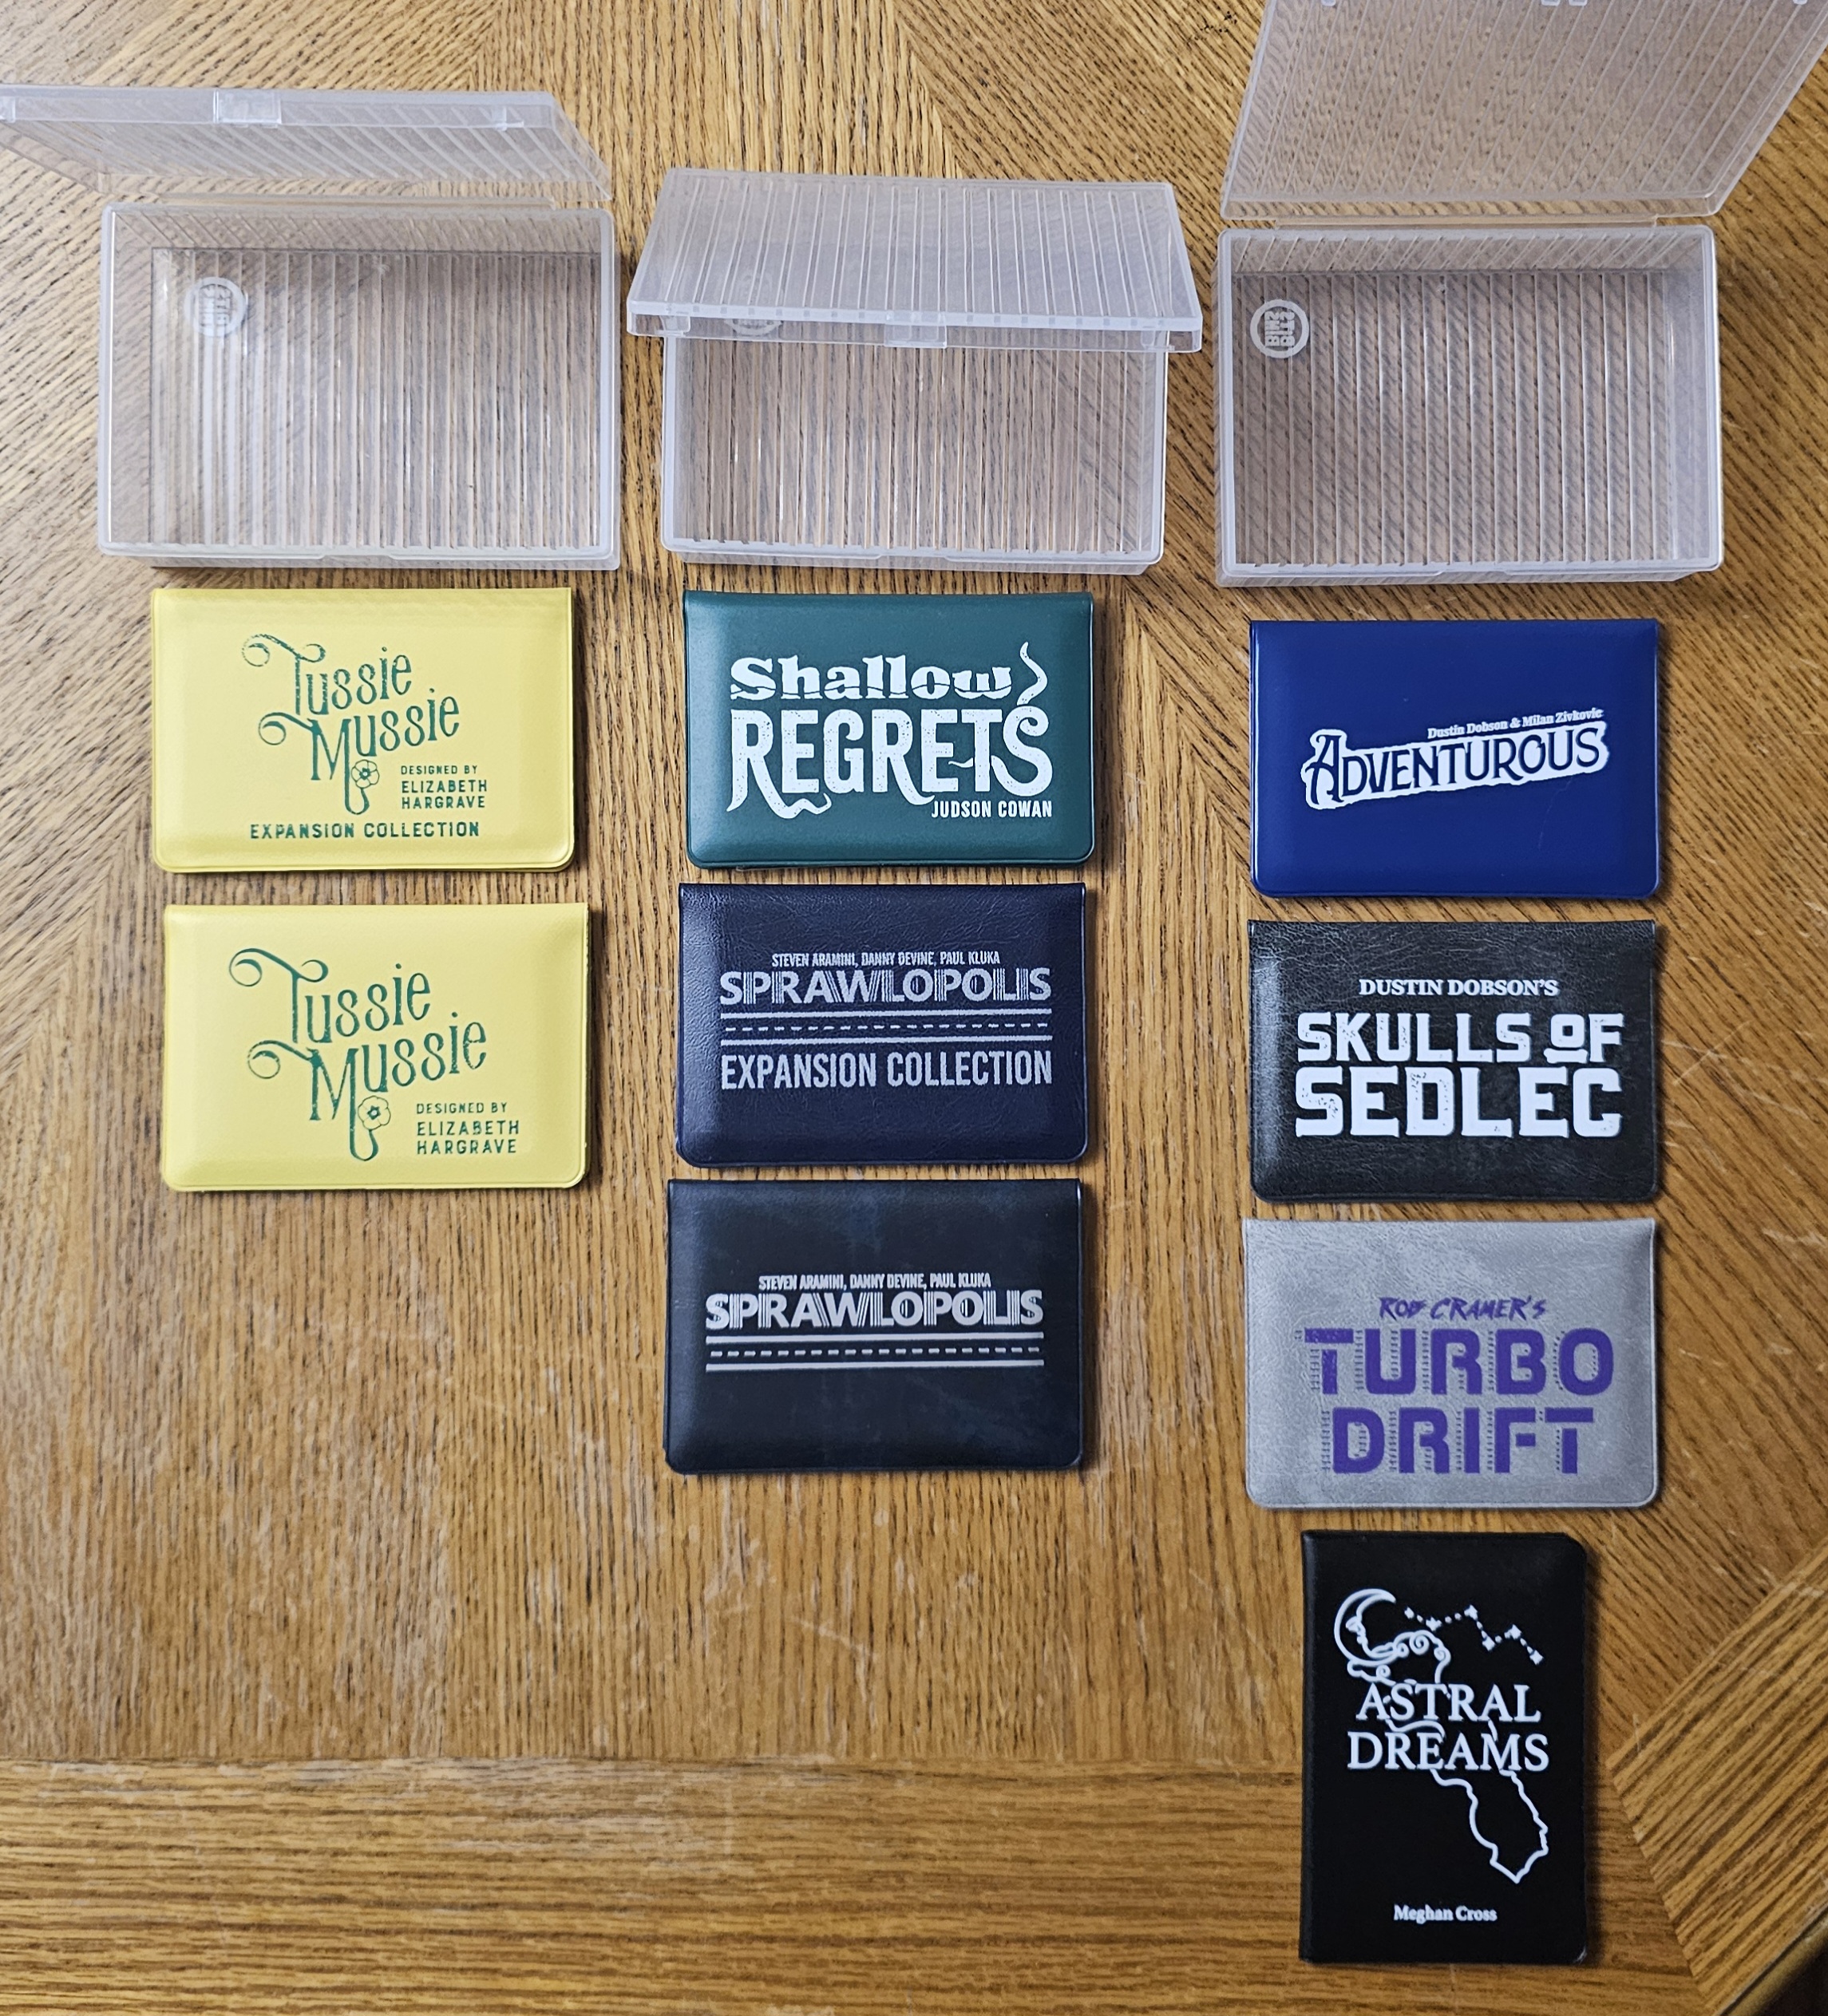 Tussie
Mussie
DESIGNED BY
ELIZABETH
HARGRAVE
EXPANSION COLLECTION
Tussie
Mussie
DESIGNED BY
ELIZABETH
HARGRAVE
Shallow
REGRETS
JUDSON COWAN
STEVEN ARAMINI, DANNY DEVINE, PAUL KLUKA
SPRAWLOPOLIS
EXPANSION COLLECTION
STEVEN ARAMINI, DANNY DEVINE, PAUL KLUKA
SPRAWLOPOLIS
Dustin Dobson & Milan Zivkovic
ADVENTUROUS
DUSTIN DOBSON'S
SKULLS OF
SEDLEC
ROB CRAMER'S
TURBO
DRIFT
ASTRAL
DREAMS
Meghan Cross